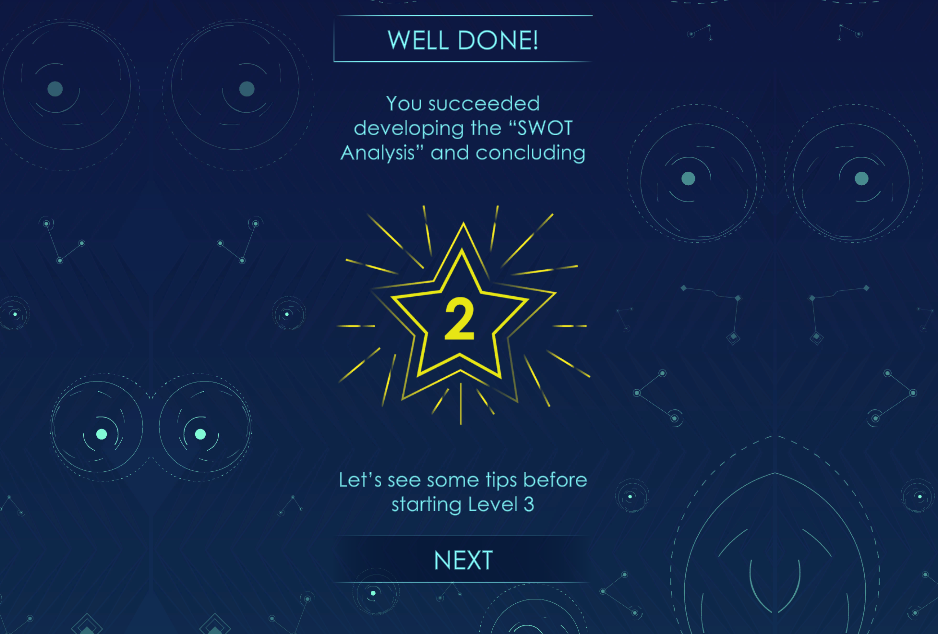 WELL DONE!
You succeeded
developing the “SWOT
Analysis” and concluding
2
Let’s see some tips before
starting Level 3
NEXT